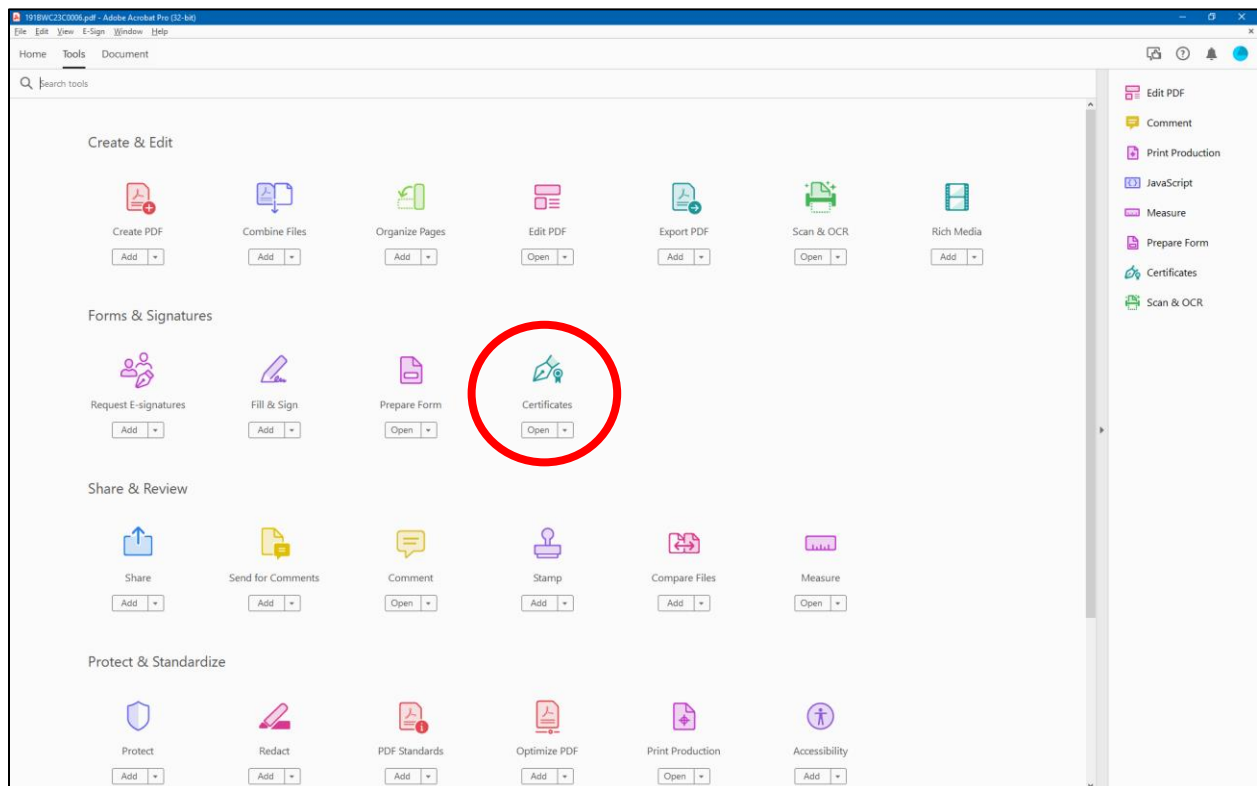 191BWC23C0006.pdf - Adobe Acrobat Pro (32-bit)
File Edit View E-Sign Window Help
Home Tools Document
Search tools
Create & Edit
Create PDF Combine Files Organize Pages Edit PDF Export PDF Scan & OCR Rich Media
Add Add Add Open Add Open Add
Forms & Signatures
Request E-signatures Fill & Sign Prepare Form Certificates
Add Add Open Open
Share & Review
Share Send for Comments Comment Stamp Compare Files Measure
Add Add Open Add Add Open
Protect & Standardize
Protect Redact PDF Standards Optimize PDF Print Production Accessibility
Add Add Add Add Open Add
Edit PDF
Comment
Print Production
JavaScript
Measure
Prepare Form
Certificates
Scan & OCR